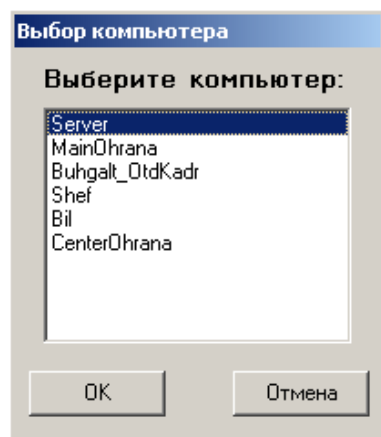 Выбор компьютера
Выберите компьютер:
Server
MainOhrana
Buhgalt_OtdKadr
Shef
Bil
CenterOhrana
OK
Отмена